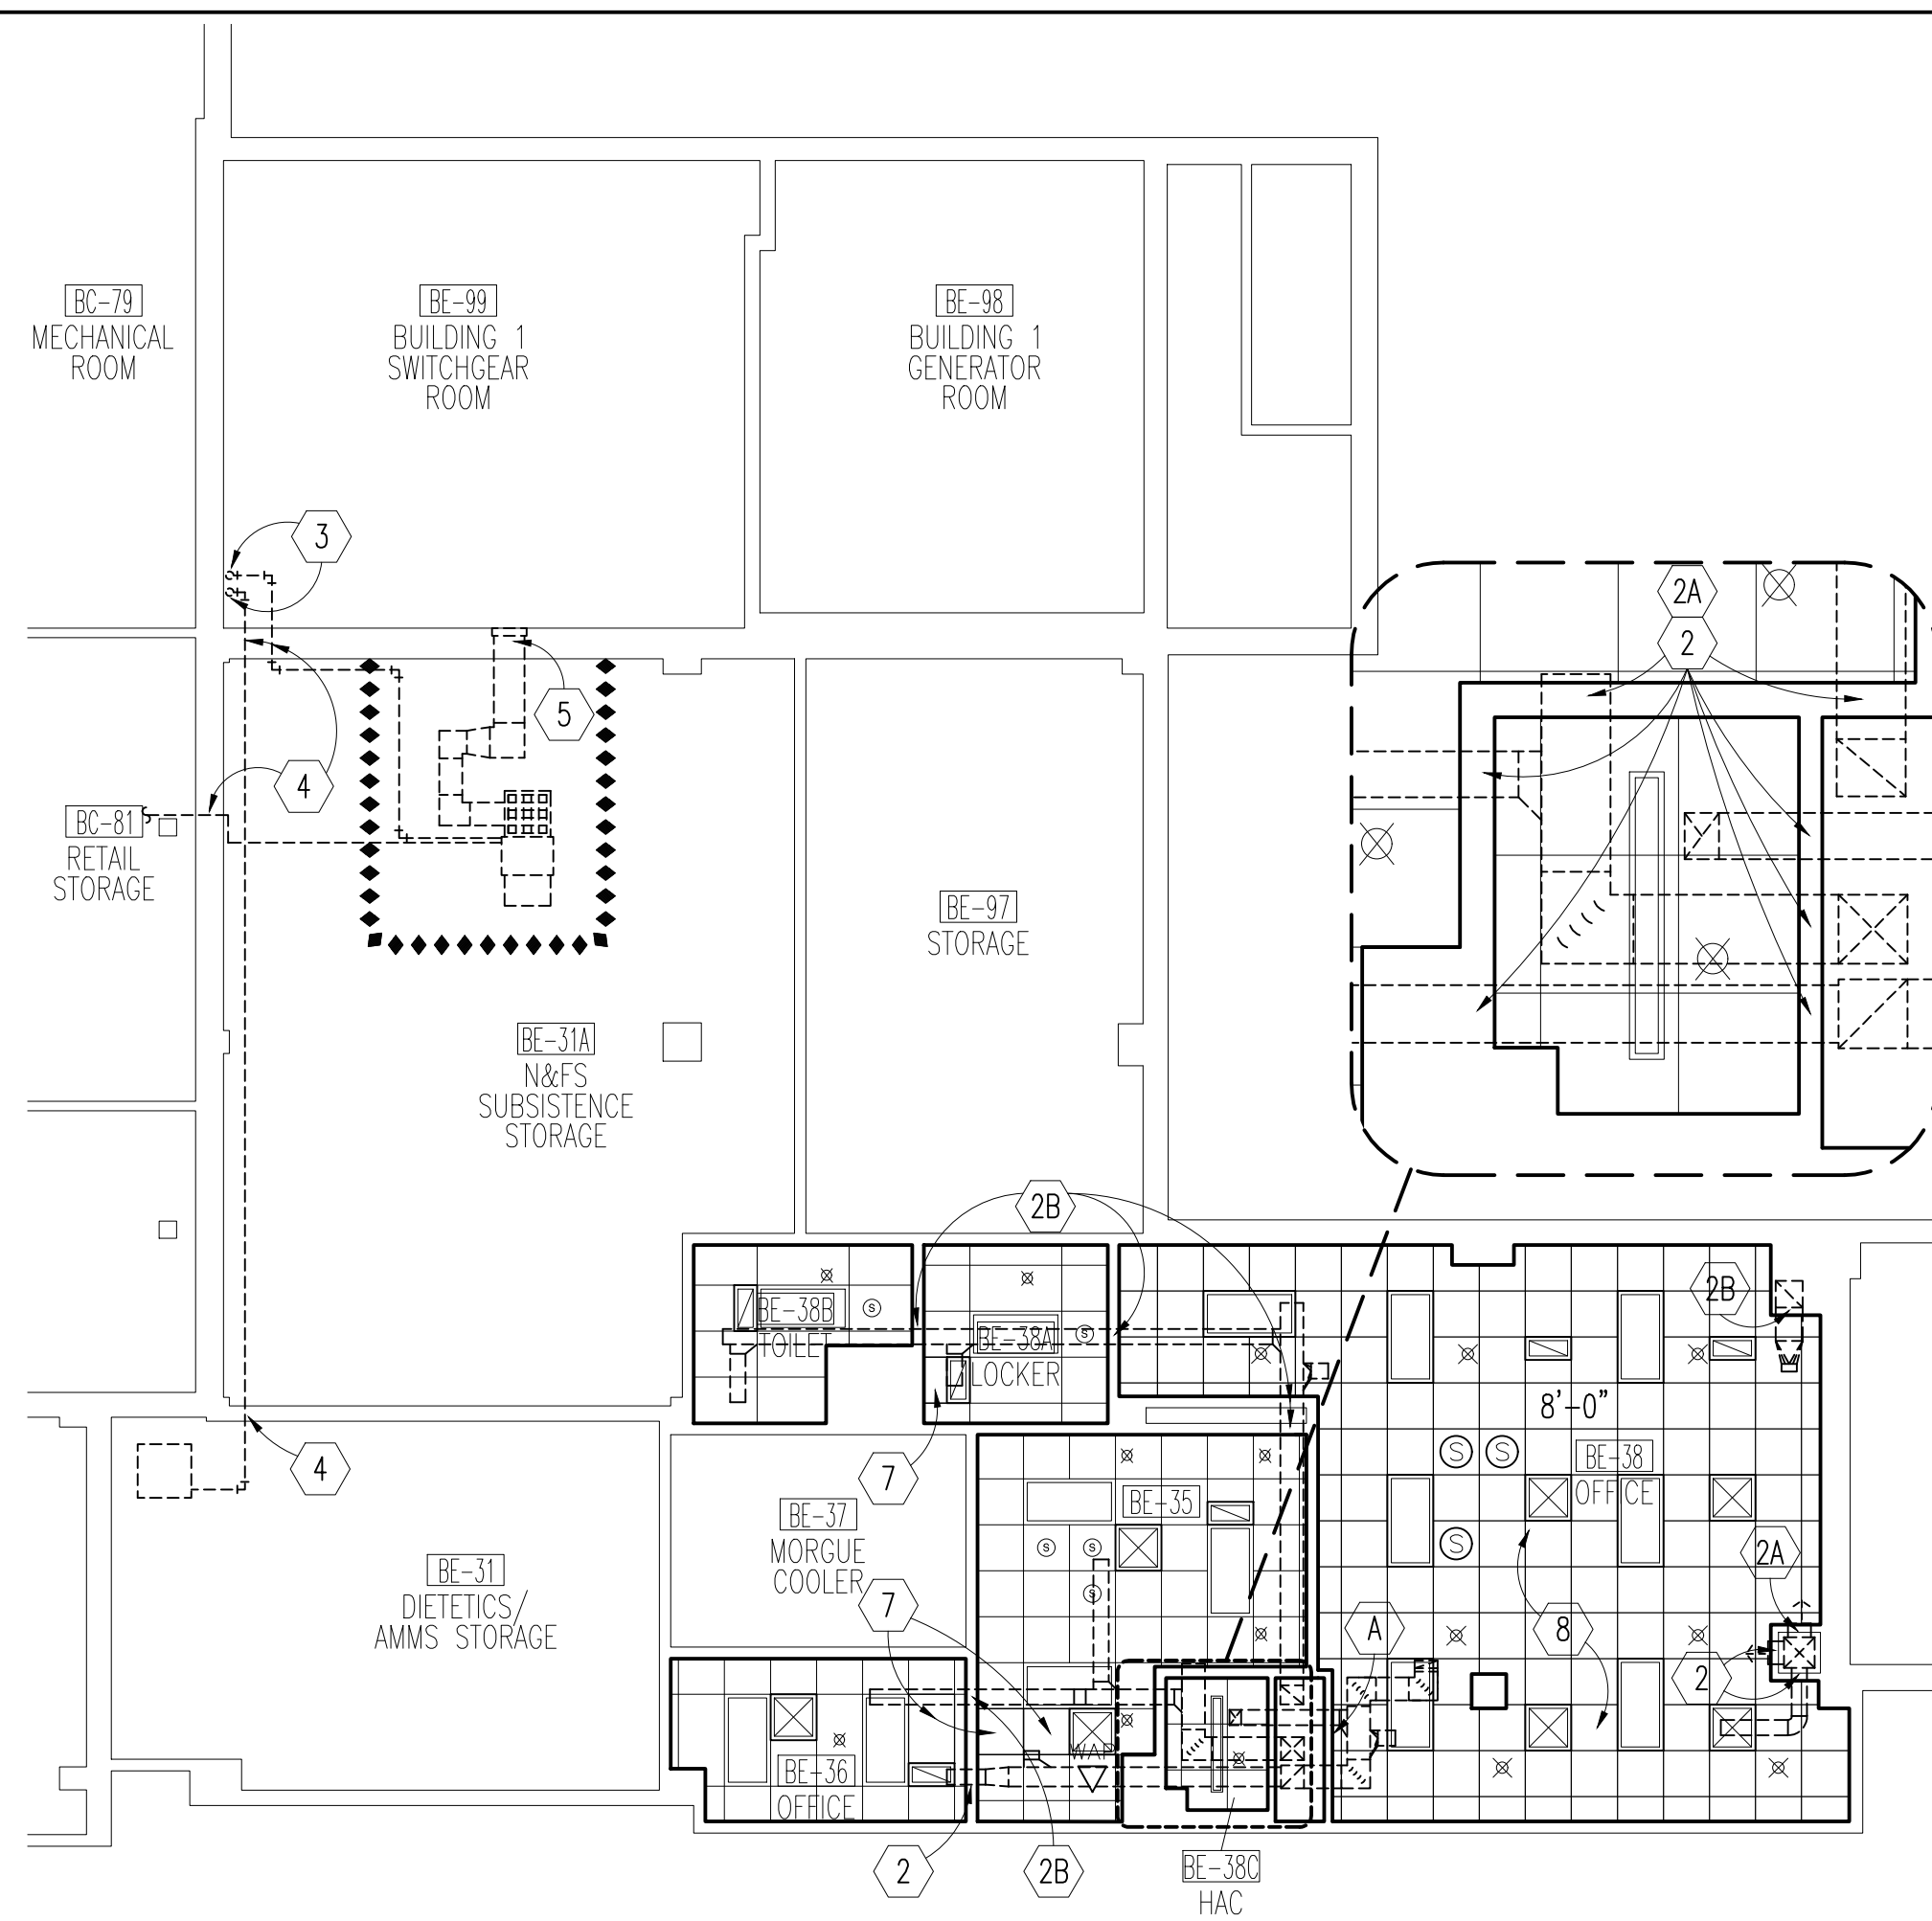 BC-79
MECHANICAL
ROOM
BE-99
BUILDING 1
SWITCHGEAR
ROOM
BE-98
BUILDING 1
GENERATOR
ROOM
3
2A
2
5
4
BC-81
RETAIL
STORAGE
BE-97
STORAGE
BE-31A
N&FS
SUBSISTENCE
STORAGE
2B
2B
BE-38B
TOILET
S
BE-38A
LOCKER
S
8'-0"
S
S
BE-38
OFFICE
4
7
BE-37
MORGUE
COOLER
BE-35
S
S
S
S
2A
BE-31
DIETETICS/
AMMS STORAGE
7
A
8
2
WAP
BE-36
OFFICE
2
2B
BE-38C
HAC